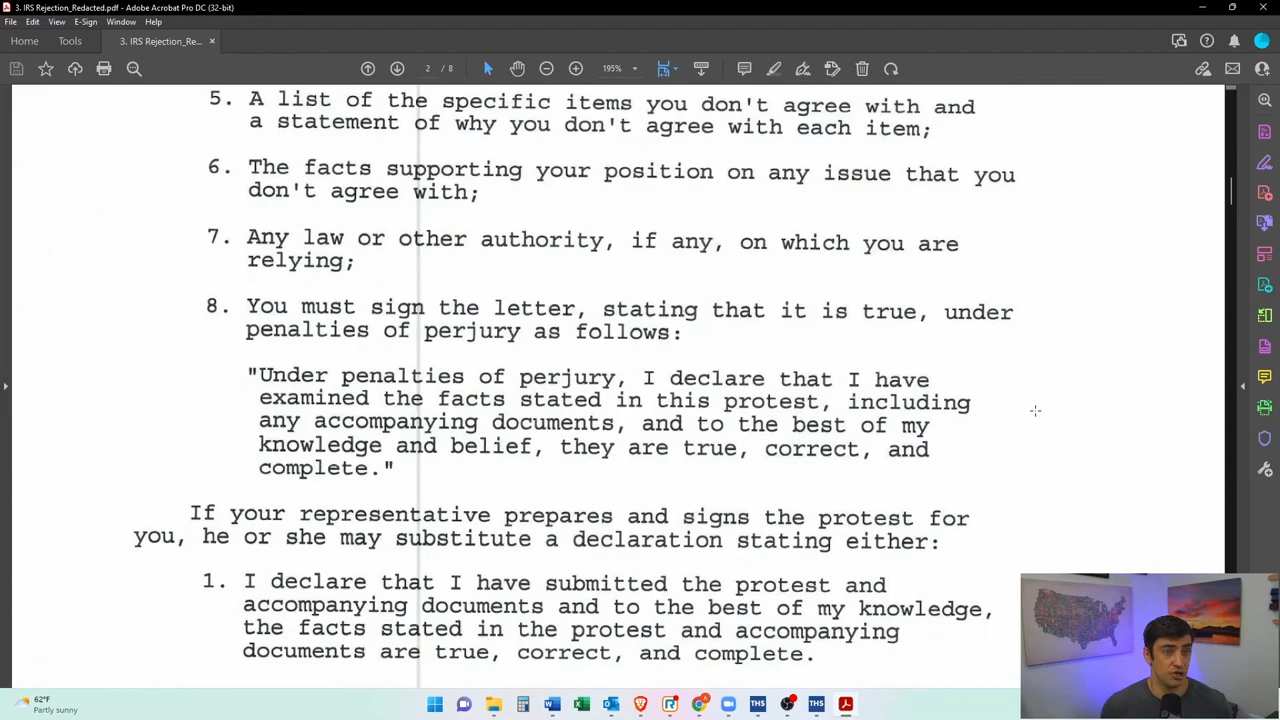 3. IRS Rejection_Redacted.pdf - Adobe Acrobat Pro DC (32-bit)
File Edit View E-Sign Window Help
Home Tools 3. IRS Rejection_Re... ×
2 / 8 195%
5. A list of the specific items you don't agree with and
a statement of why you don't agree with each item;
6. The facts supporting your position on any issue that you
don't agree with;
7. Any law or other authority, if any, on which you are
relying;
8. You must sign the letter, stating that it is true, under
penalties of perjury as follows:
"Under penalties of perjury, I declare that I have
examined the facts stated in this protest, including
any accompanying documents, and to the best of my
knowledge and belief, they are true, correct, and
complete."
If your representative prepares and signs the protest for
you, he or she may substitute a declaration stating either:
1. I declare that I have submitted the protest and
accompanying documents and to the best of my knowledge,
the facts stated in the protest and accompanying
documents are true, correct, and complete.
62°F
Partly sunny
THS THS